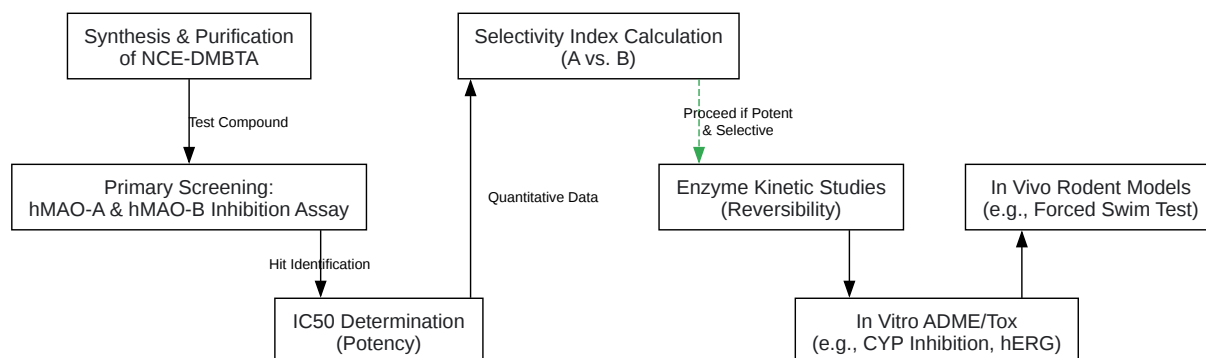 Synthesis & Purification
of NCE-DMBTA
Test Compound
Primary Screening:
hMAO-A & hMAO-B Inhibition Assay
Hit Identification
IC50 Determination
(Potency)
Quantitative Data
Selectivity Index Calculation
(A vs. B)
Proceed if Potent
& Selective
Enzyme Kinetic Studies
(Reversibility)
In Vitro ADME/Tox
(e.g., CYP Inhibition, hERG)
In Vivo Rodent Models
(e.g., Forced Swim Test)